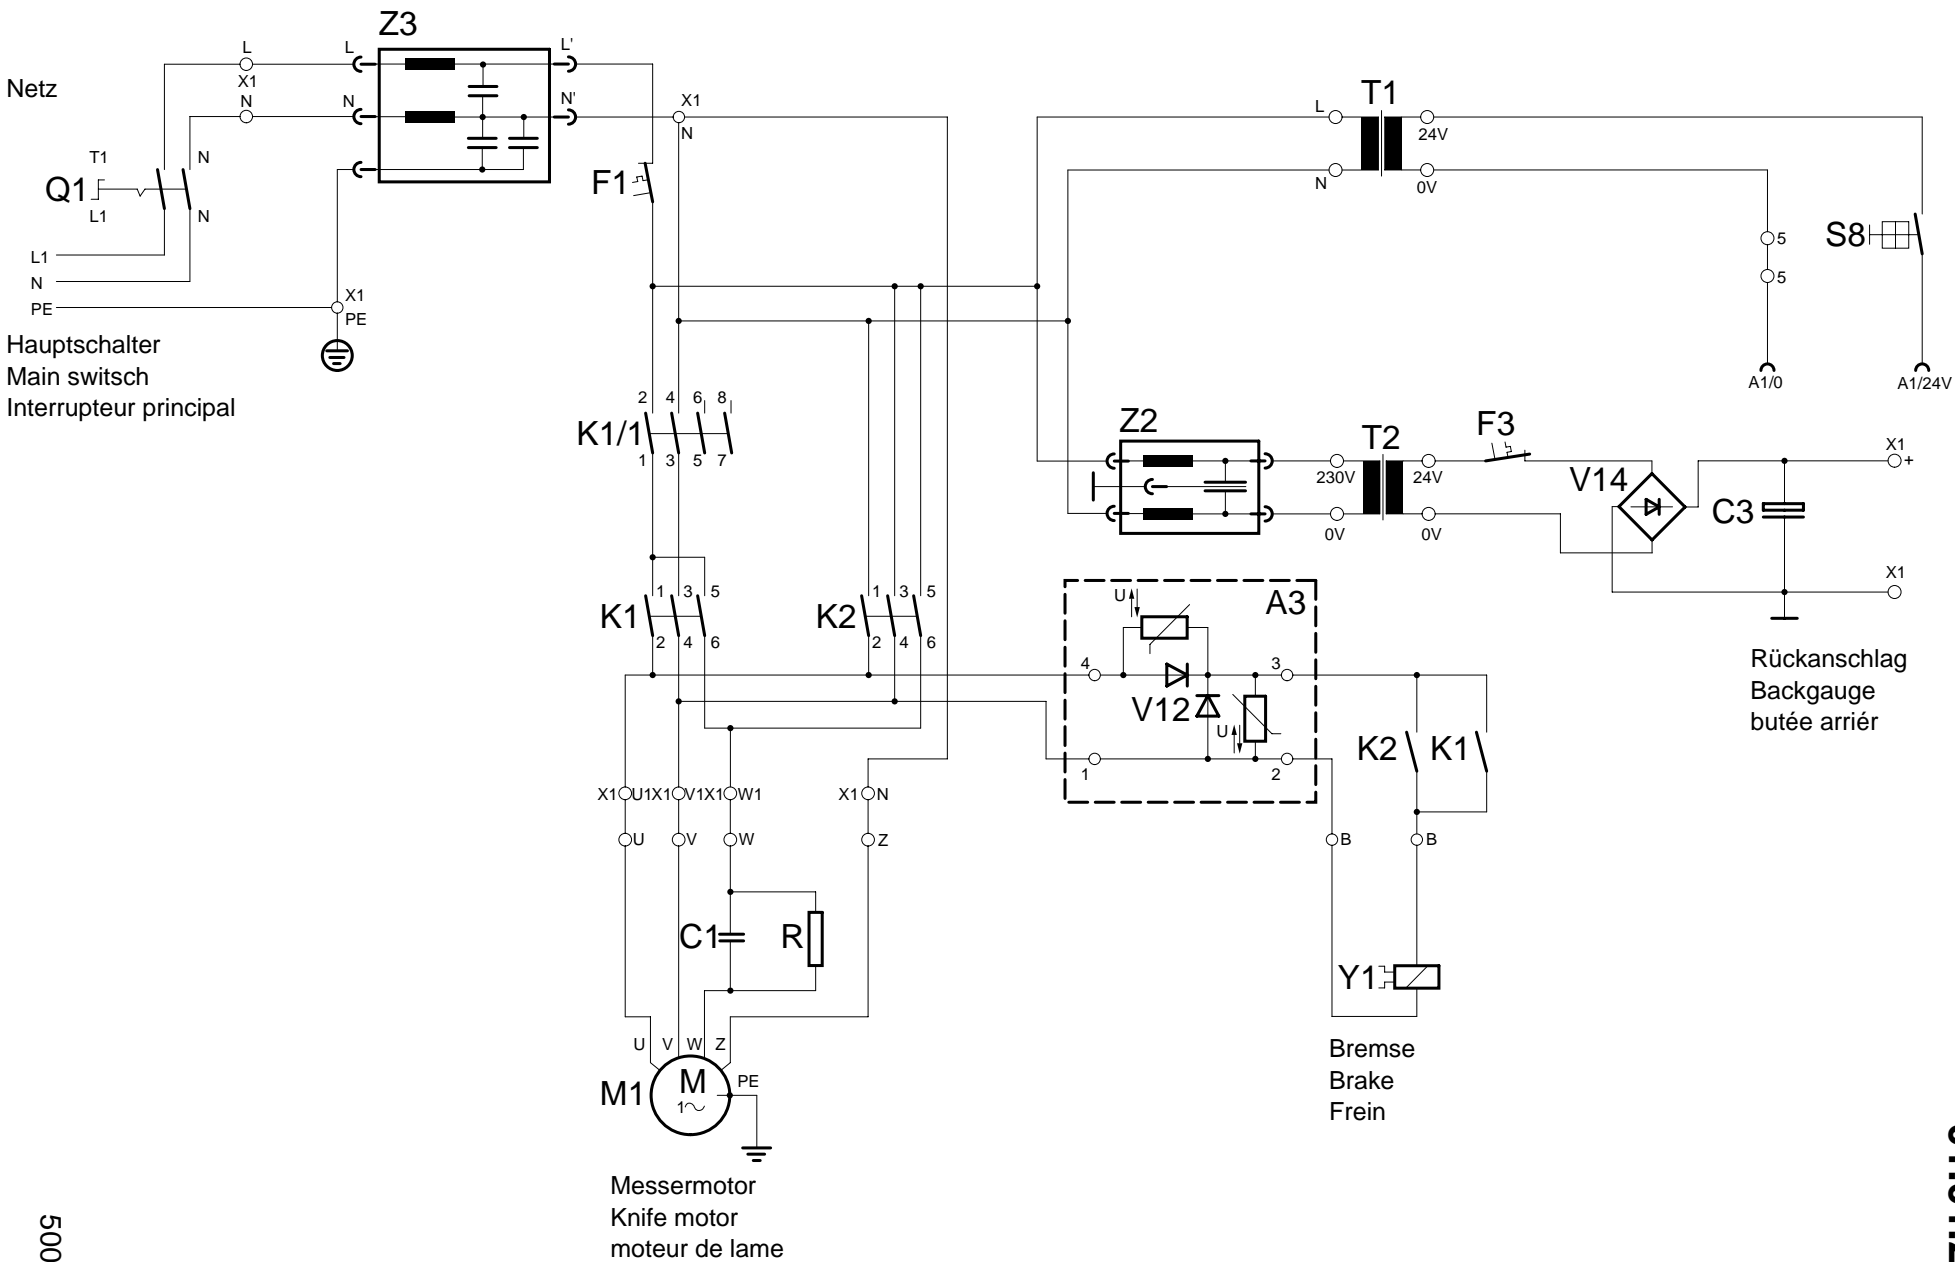 Z3
L
L
L'
Netz
X1
N
N
N'
X1
N
T1
L
24V
N
0V
T1
N
Q1
L1
N
F1
S8
5
5
L1
N
PE
X1
PE
Hauptschalter
Main switsch
Interrupteur principal
A1/0
A1/24V
2 4 6 8
K1/1
1 3 5 7
Z2
T2
F3
230V
24V
0V
0V
V14
C3
X1
+
X1
K1
1 3 5
2 4 6
K2
1 3 5
2 4 6
A3
U
4
3
V12
U
1
2
Rückanschlag
Backgauge
butée arriér
K2
K1
X1 U1 X1 V1 X1 W1
X1 N
U
V
W
Z
B
B
C1
R
Y1
U V W Z
M1
M
1~
PE
Bremse
Brake
Frein
Messermotor
Knife motor
moteur de lame
500